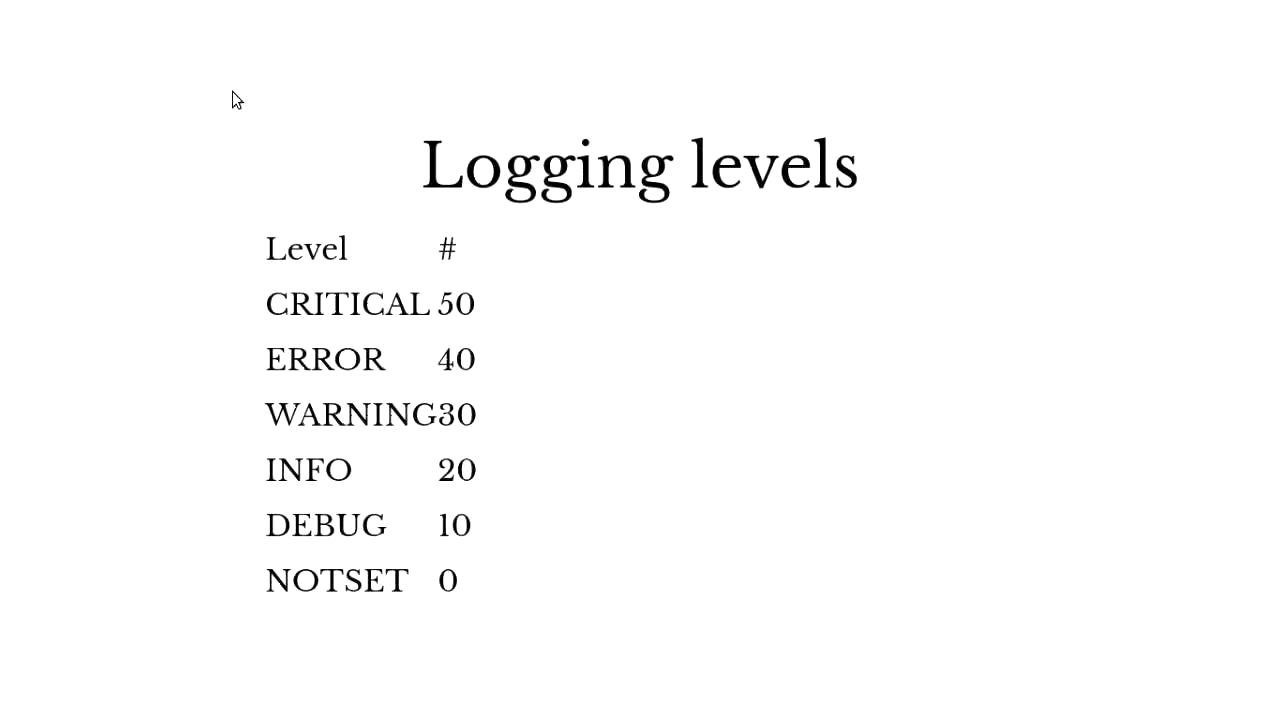 Logging levels
Level #
CRITICAL 50
ERROR 40
WARNING 30
INFO 20
DEBUG 10
NOTSET 0